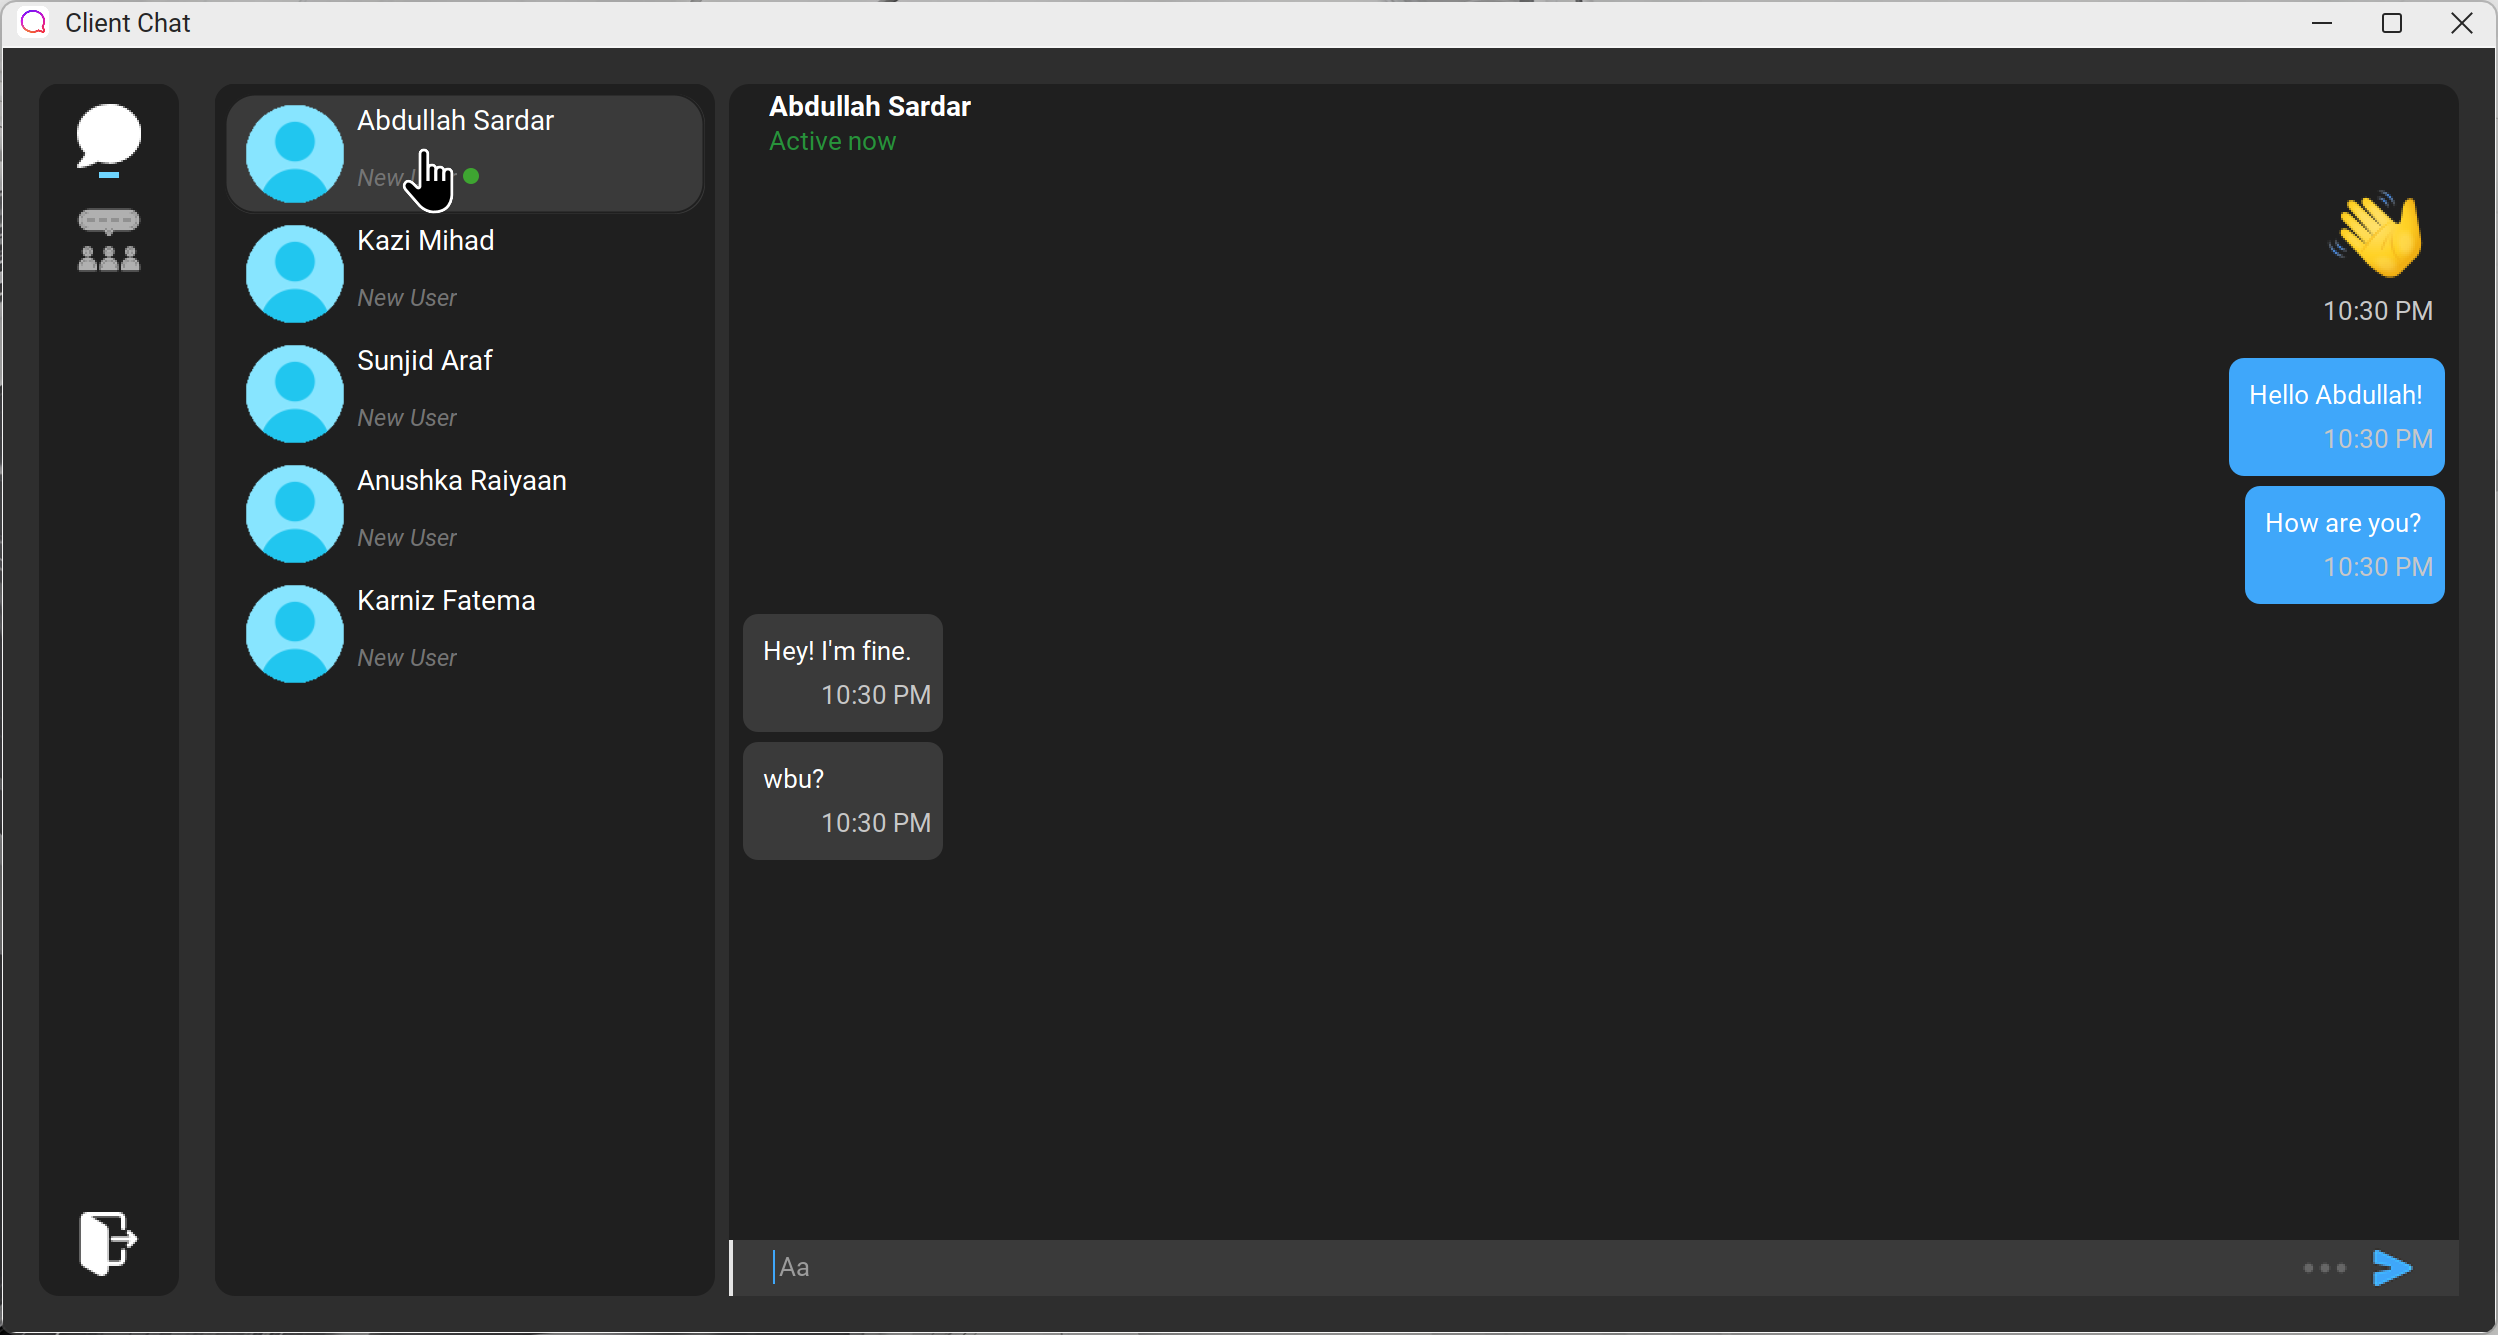 Client Chat
Abdullah Sardar
New
Kazi Mihad
New User
Sunjid Araf
New User
Anushka Raiyaan
New User
Karniz Fatema
New User
Abdullah Sardar
Active now
10:30 PM
Hello Abdullah!
10:30 PM
How are you?
10:30 PM
Hey! I'm fine.
10:30 PM
wbu?
10:30 PM
Aa